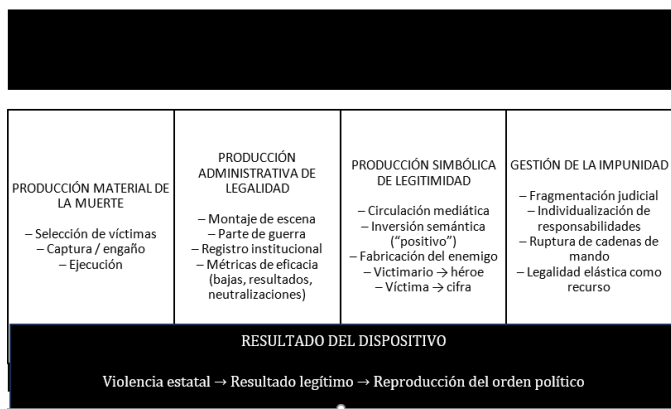 PRODUCCIÓN MATERIAL DE
LA MUERTE
– Selección de víctimas
– Captura / engaño
– Ejecución
PRODUCCIÓN
ADMINISTRATIVA DE
LEGALIDAD
– Montaje de escena
– Parte de guerra
– Registro institucional
– Métricas de eficacia
(bajas, resultados,
neutralizaciones)
PRODUCCIÓN SIMBÓLICA
DE LEGITIMIDAD
– Circulación mediática
– Inversión semántica
(“positivo”)
– Fabricación del enemigo
– Victimario → héroe
– Víctima → cifra
GESTIÓN DE LA IMPUNIDAD
– Fragmentación judicial
– Individualización de
responsabilidades
– Ruptura de cadenas de
mando
– Legalidad elástica como
recurso
RESULTADO DEL DISPOSITIVO
Violencia estatal → Resultado legítimo → Reproducción del orden político